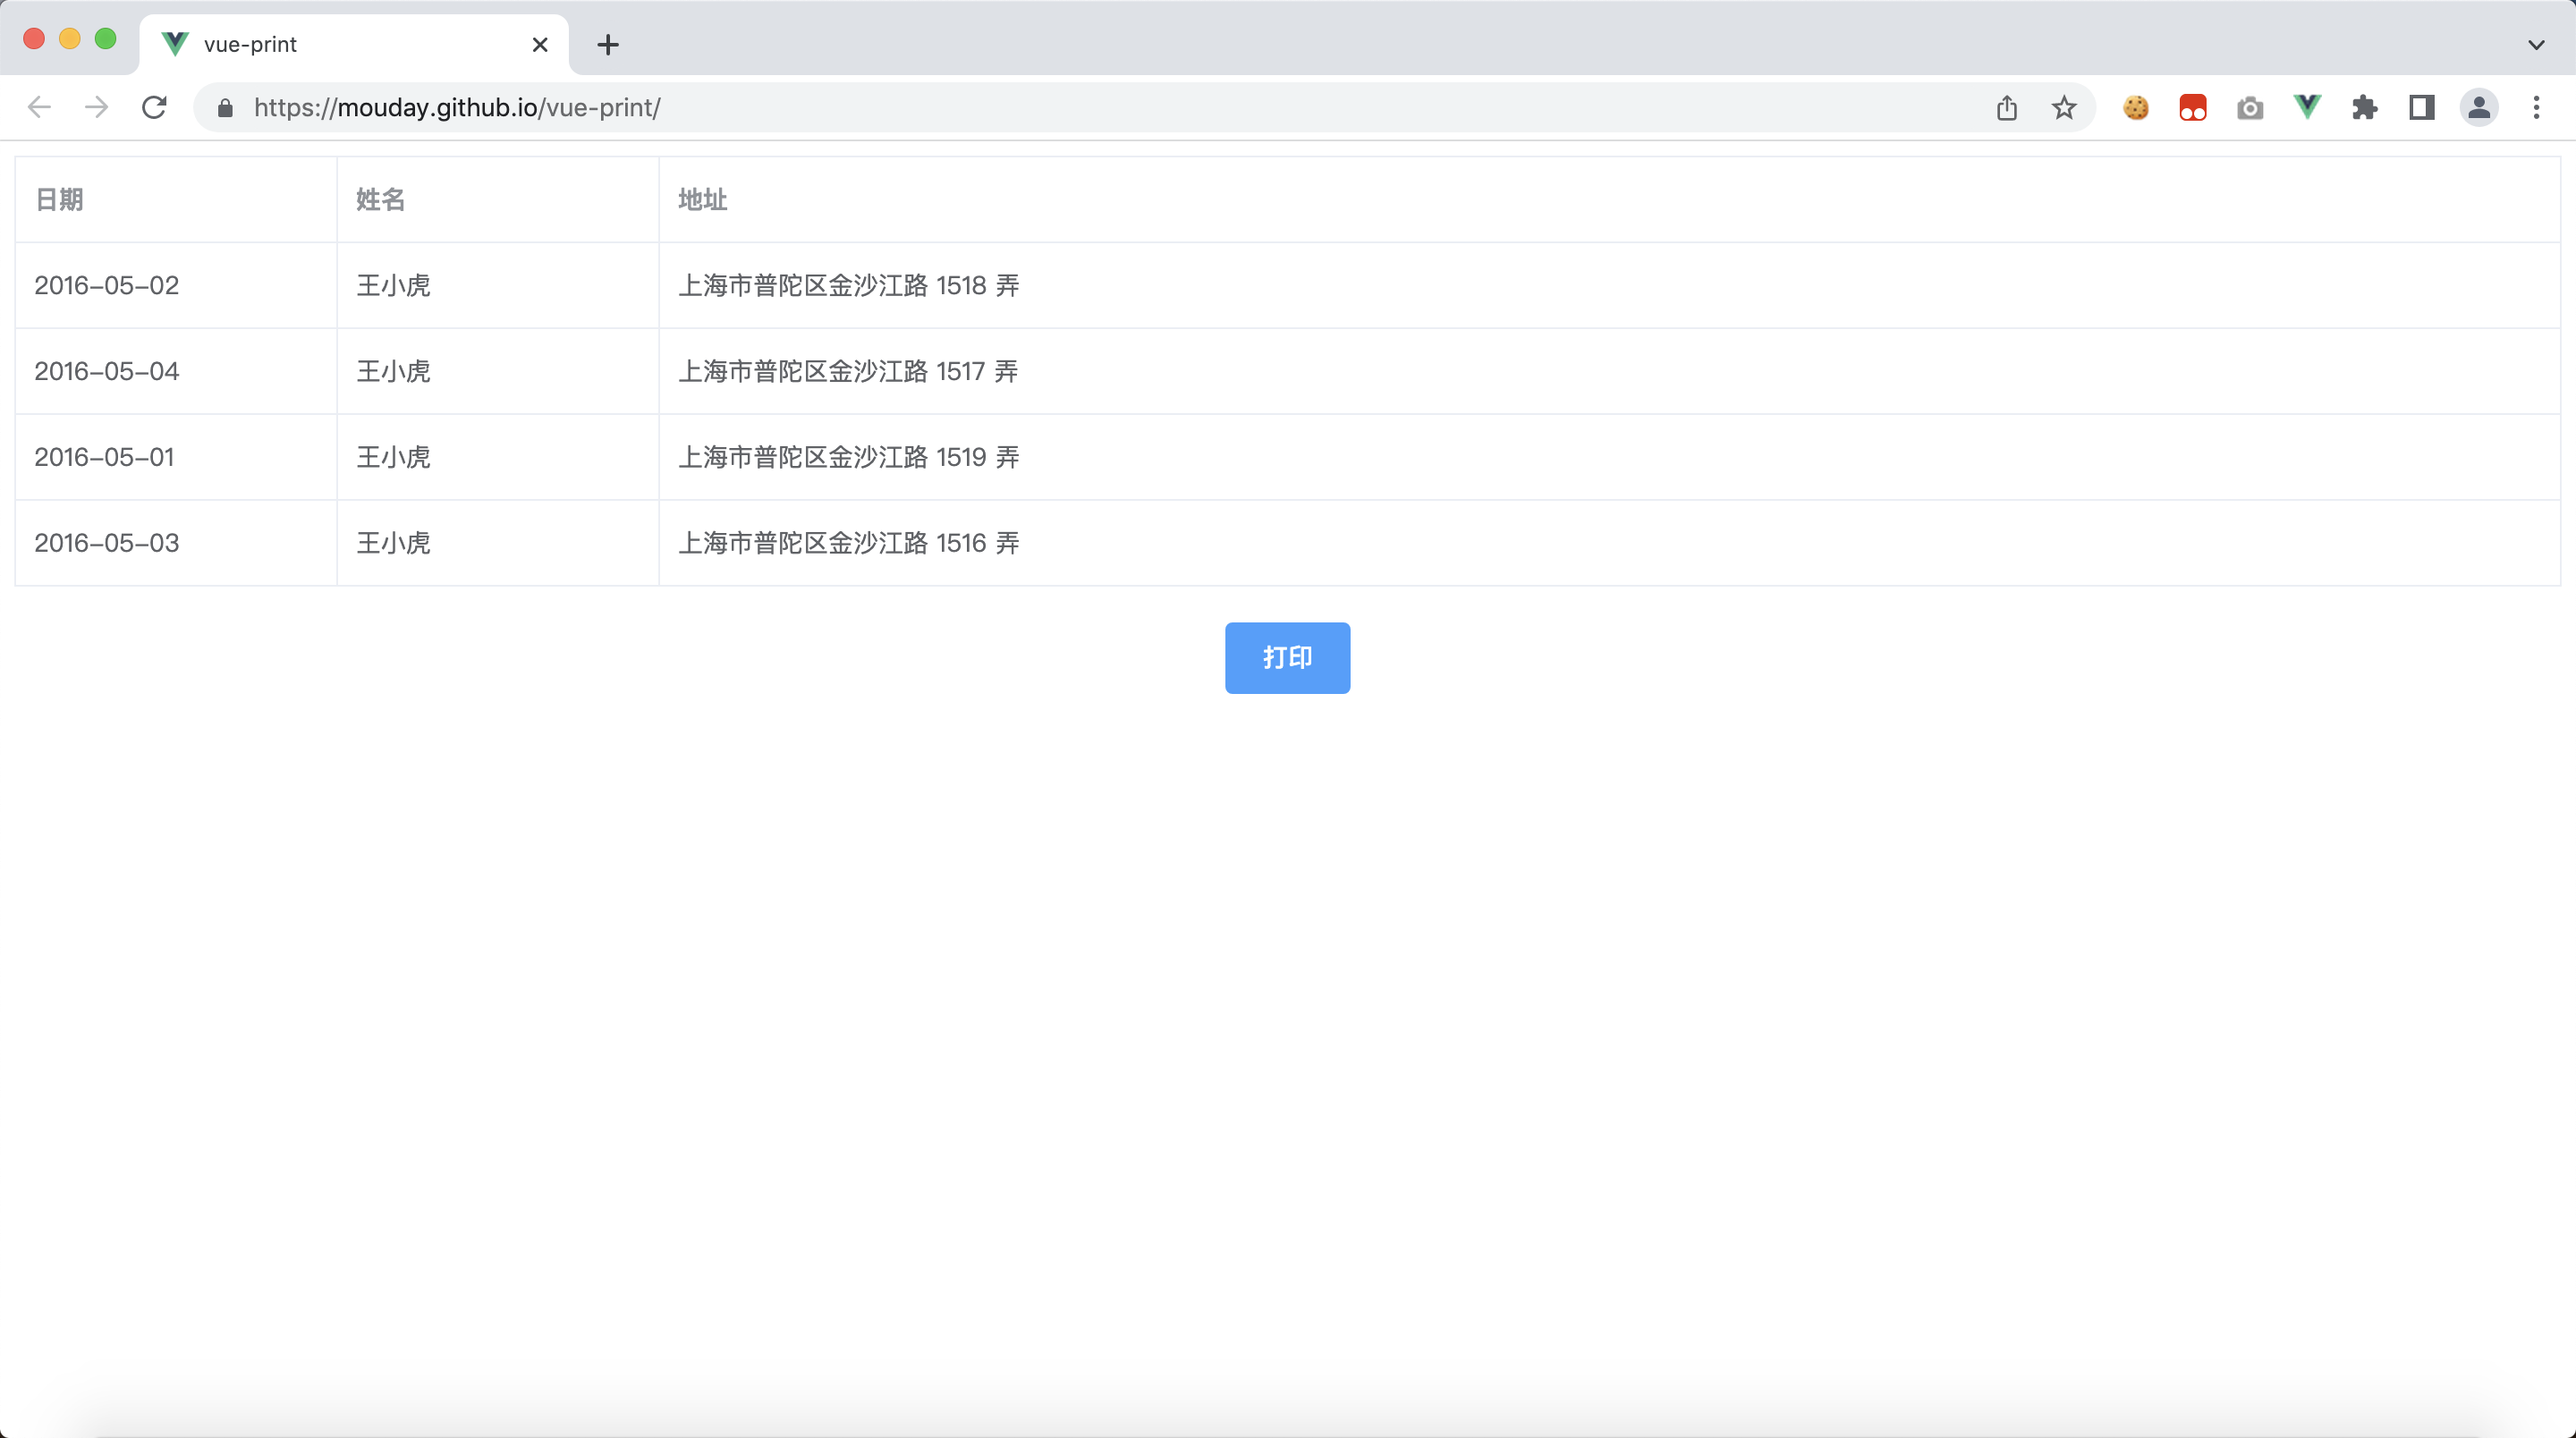 vue-print
https://mouday.github.io/vue-print/
日期 姓名 地址
2016-05-02 王小虎 上海市普陀区金沙江路 1518 弄
2016-05-04 王小虎 上海市普陀区金沙江路 1517 弄
2016-05-01 王小虎 上海市普陀区金沙江路 1519 弄
2016-05-03 王小虎 上海市普陀区金沙江路 1516 弄
打印